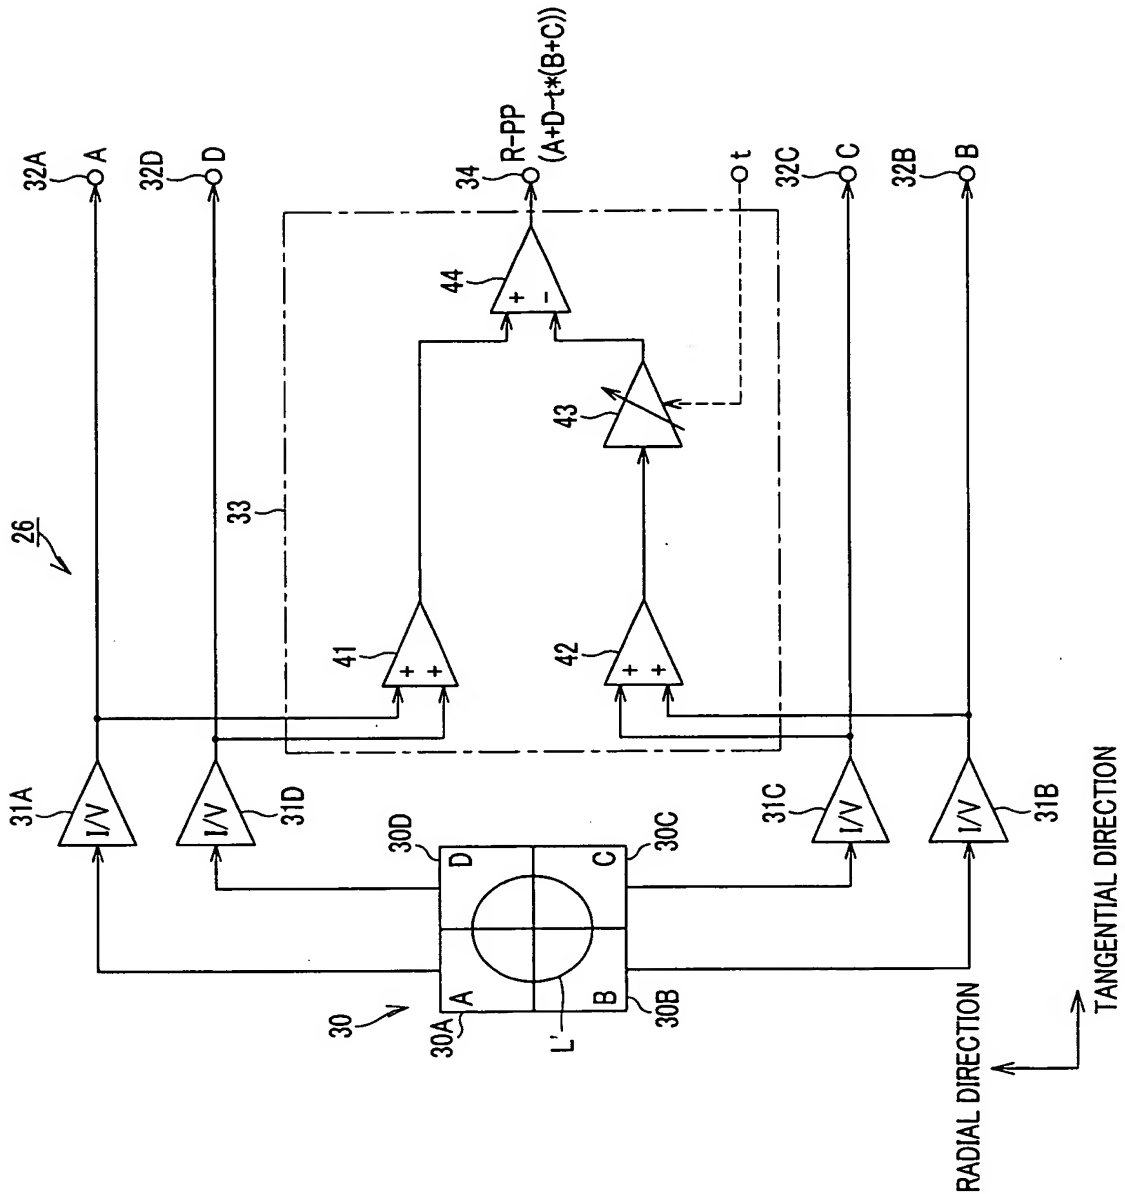 26
32A
A
31A
I/V
32D
D
31D
I/V
33
41
+
+
44
+
-
34
R-PP
(A+D-t*(B+C))
42
+
+
43
t
30
30A
A
30D
D
B
30B
C
30C
L'
31C
I/V
32C
C
31B
I/V
32B
B
RADIAL DIRECTION
TANGENTIAL DIRECTION